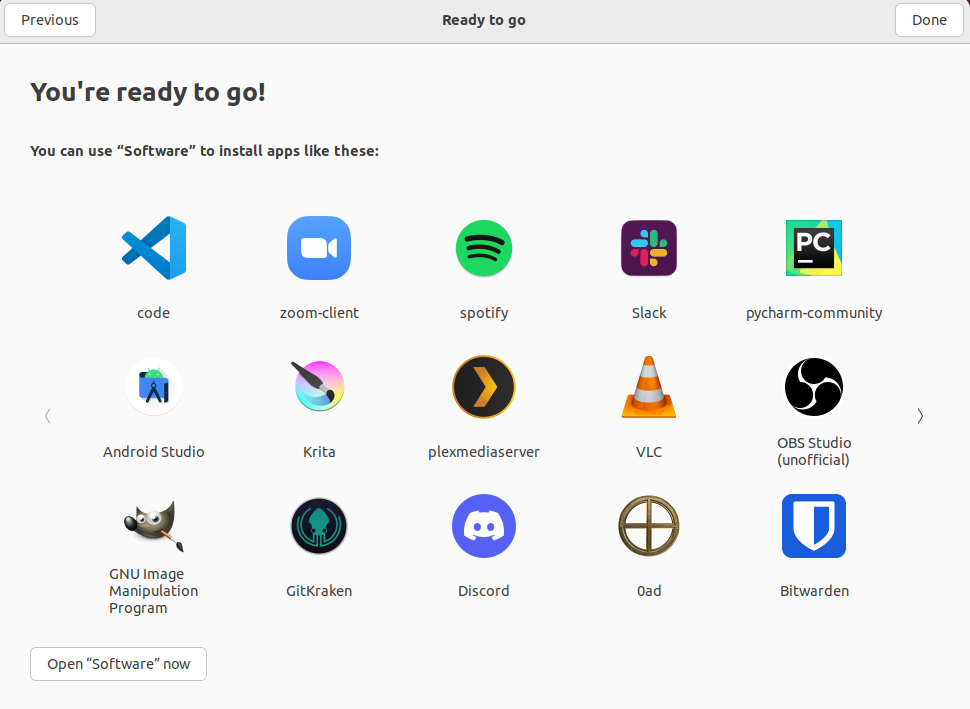 Previous
Ready to go
Done
You're ready to go!
You can use “Software” to install apps like these:
PC
code
zoom-client
spotify
Slack
pycharm-community
Android Studio
Krita
plexmediaserver
VLC
OBS Studio
(unofficial)
GNU Image
Manipulation
Program
GitKraken
Discord
0ad
Bitwarden
Open “Software” now